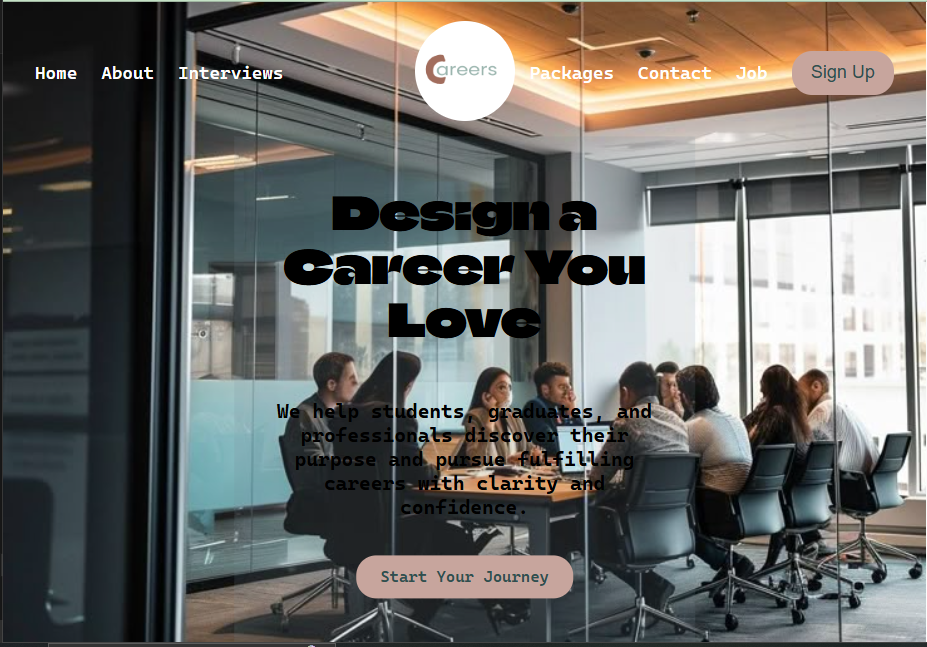 Home About Interviews Careers Packages Contact Job Sign Up
Design a
Career You
Love
We help students, graduates, and
professionals discover their
purpose and pursue fulfilling
careers with clarity and
confidence.
Start Your Journey